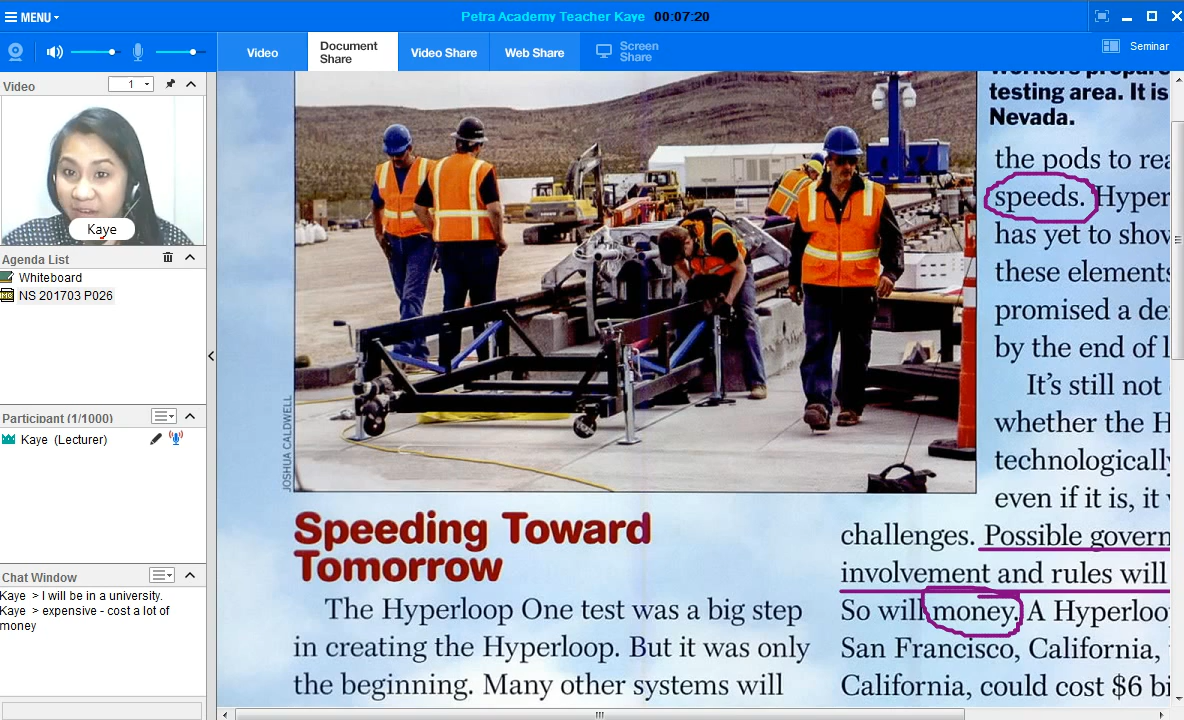 MENU
Petra Academy Teacher Kaye 00:07:20
Video
Document
Share
Video Share
Web Share
Screen
Share
Seminar
Video
1
Kaye
Agenda List
Whiteboard
NS 201703 P026
Participant (1/1000)
Kaye (Lecturer)
Chat Window
Kaye > I will be in a university.
Kaye > expensive - cost a lot of
money
JOSHUA CALDWELL
Speeding Toward
Tomorrow
The Hyperloop One test was a big step
in creating the Hyperloop. But it was only
the beginning. Many other systems will
testing area. It is
Nevada.
the pods to rea
speeds. Hyper
has yet to show
these elements
promised a de
by the end of
It's still not
whether the H
technologically
even if it is, it
challenges. Possible govern
involvement and rules will
So will money. A Hyperloo
San Francisco, California,
California, could cost $6 bi